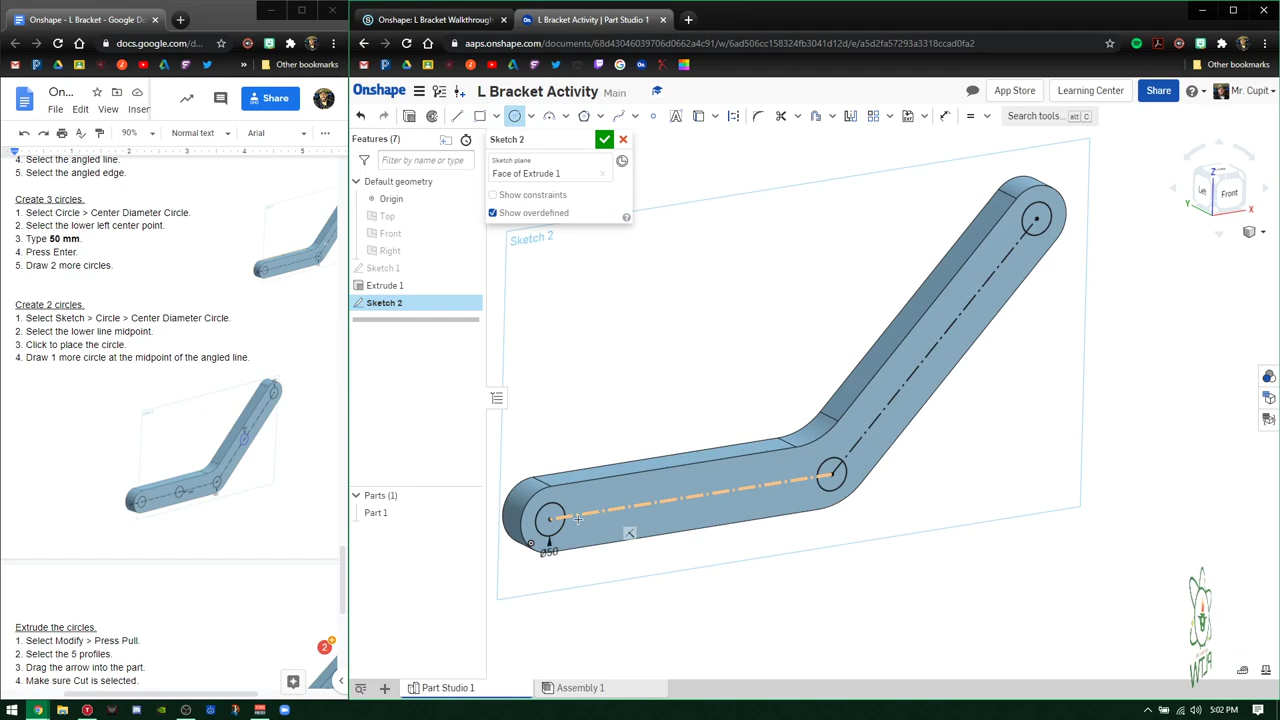 Onshape: L Bracket - Google Do
docs.google.com/d…
Other bookmarks
On…
File
Edit
View
Inser
Share
90%
Normal text
Arial
4. Select the angled line.
5. Select the angled edge.
Create 3 circles.
1. Select Circle > Center Diameter Circle.
2. Select the lower left center point.
3. Type 50 mm.
4. Press Enter.
5. Draw 2 more circles.
Create 2 circles.
1. Select Sketch > Circle > Center Diameter Circle.
2. Select the lower line midpoint.
3. Click to place the circle.
4. Draw 1 more circle at the midpoint of the angled line.
Extrude the circles.
1. Select Modify > Press Pull.
2. Select the 5 profiles.
3. Drag the arrow into the part.
4. Make sure Cut is selected.
2
Onshape: L Bracket Walkthrough
L Bracket Activity | Part Studio 1
aaps.onshape.com/documents/68d43046039706d0662a4c91/w/6ad506cc158324fb3041d12d/e/a5d2fa57293a3318ccad0fa2
Other bookmarks
Onshape
L Bracket Activity
Main
App Store
Learning Center
Share
Mr. Cupit
Search tools...
alt
C
Features (7)
Filter by name or type
Default geometry
Origin
Top
Front
Right
Sketch 1
Extrude 1
Sketch 2
Parts (1)
Part 1
Sketch 2
Sketch plane
Face of Extrude 1
Show constraints
Show overdefined
Sketch 2
Ø50
Z
Left
Front
Y
X
PLTW
Part Studio 1
Assembly 1
5:02 PM